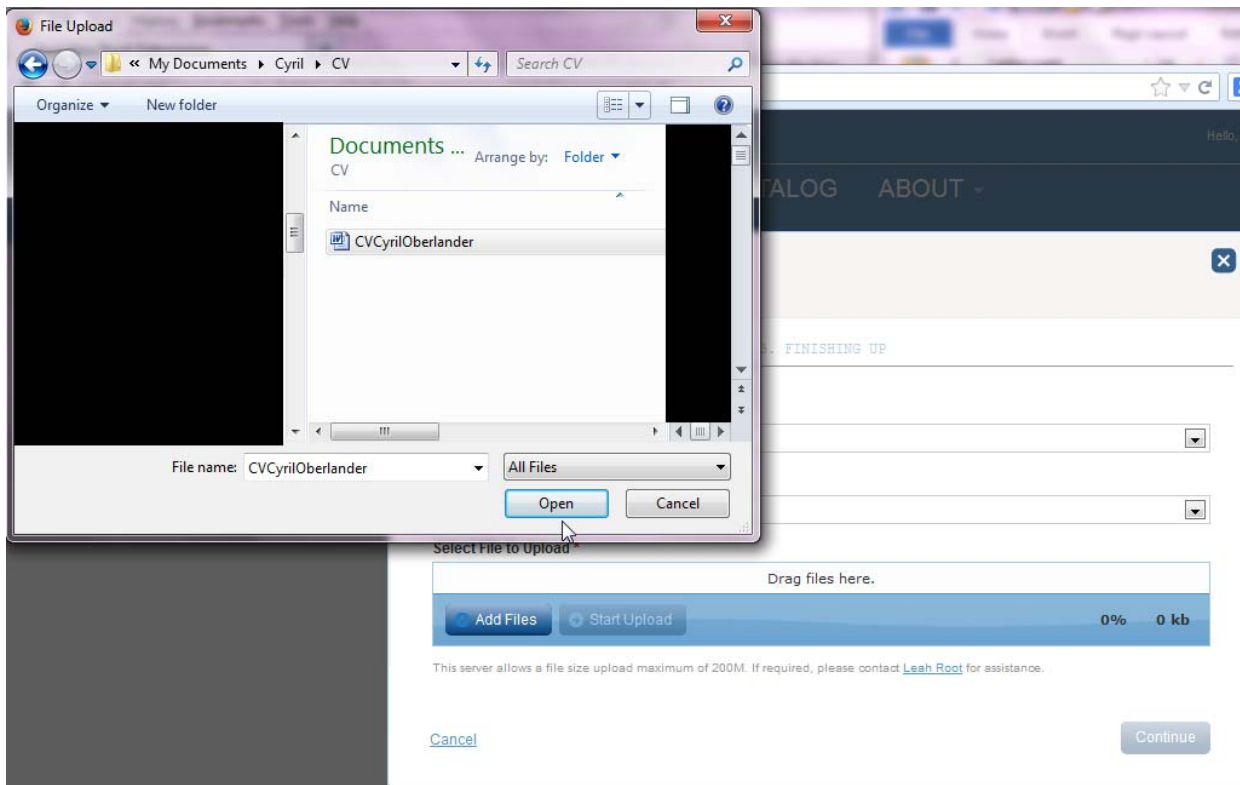 File Upload
« My Documents ▸ Cyril ▸ CV
Search CV
Organize
New folder
Documents ...
Arrange by: Folder
CV
Name
CVCyrilOberlander
File name: CVCyrilOberlander
All Files
Open
Cancel
Hello,
TALOG
ABOUT
. FINISHING UP
Select File to Upload *
Drag files here.
Add Files
Start Upload
0%
0 kb
This server allows a file size upload maximum of 200M. If required, please contact Leah Root for assistance.
Cancel
Continue